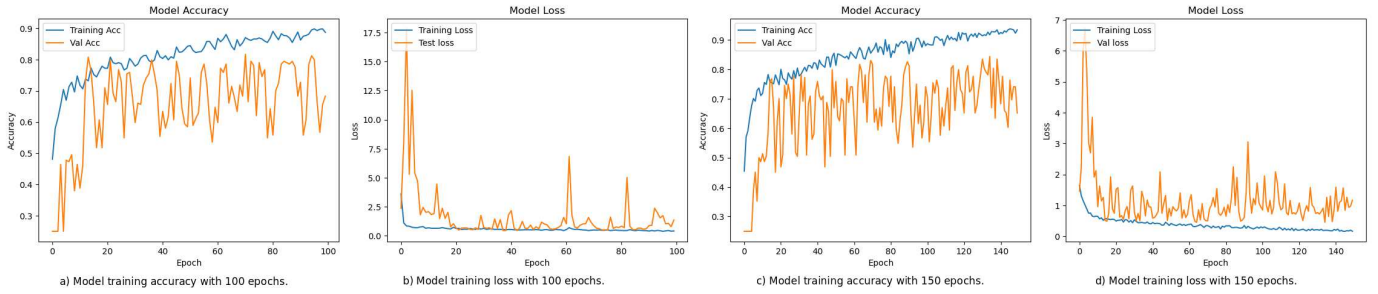 Model Accuracy
Training Acc
Val Acc
0.9
0.8
0.7
0.6
0.5
0.4
0.3
Accuracy
0
20
40
60
80
100
Epoch
a) Model training accuracy with 100 epochs.
Model Loss
Training Loss
Test loss
17.5
15.0
12.5
10.0
7.5
5.0
2.5
0.0
Loss
0
20
40
60
80
100
Epoch
b) Model training loss with 100 epochs.
Model Accuracy
Training Acc
Val Acc
0.9
0.8
0.7
0.6
0.5
0.4
0.3
Accuracy
0
20
40
60
80
100
120
140
Epoch
c) Model training accuracy with 150 epochs.
Model Loss
Training Loss
Val loss
7
6
5
4
3
2
1
0
Loss
0
20
40
60
80
100
120
140
Epoch
d) Model training loss with 150 epochs.